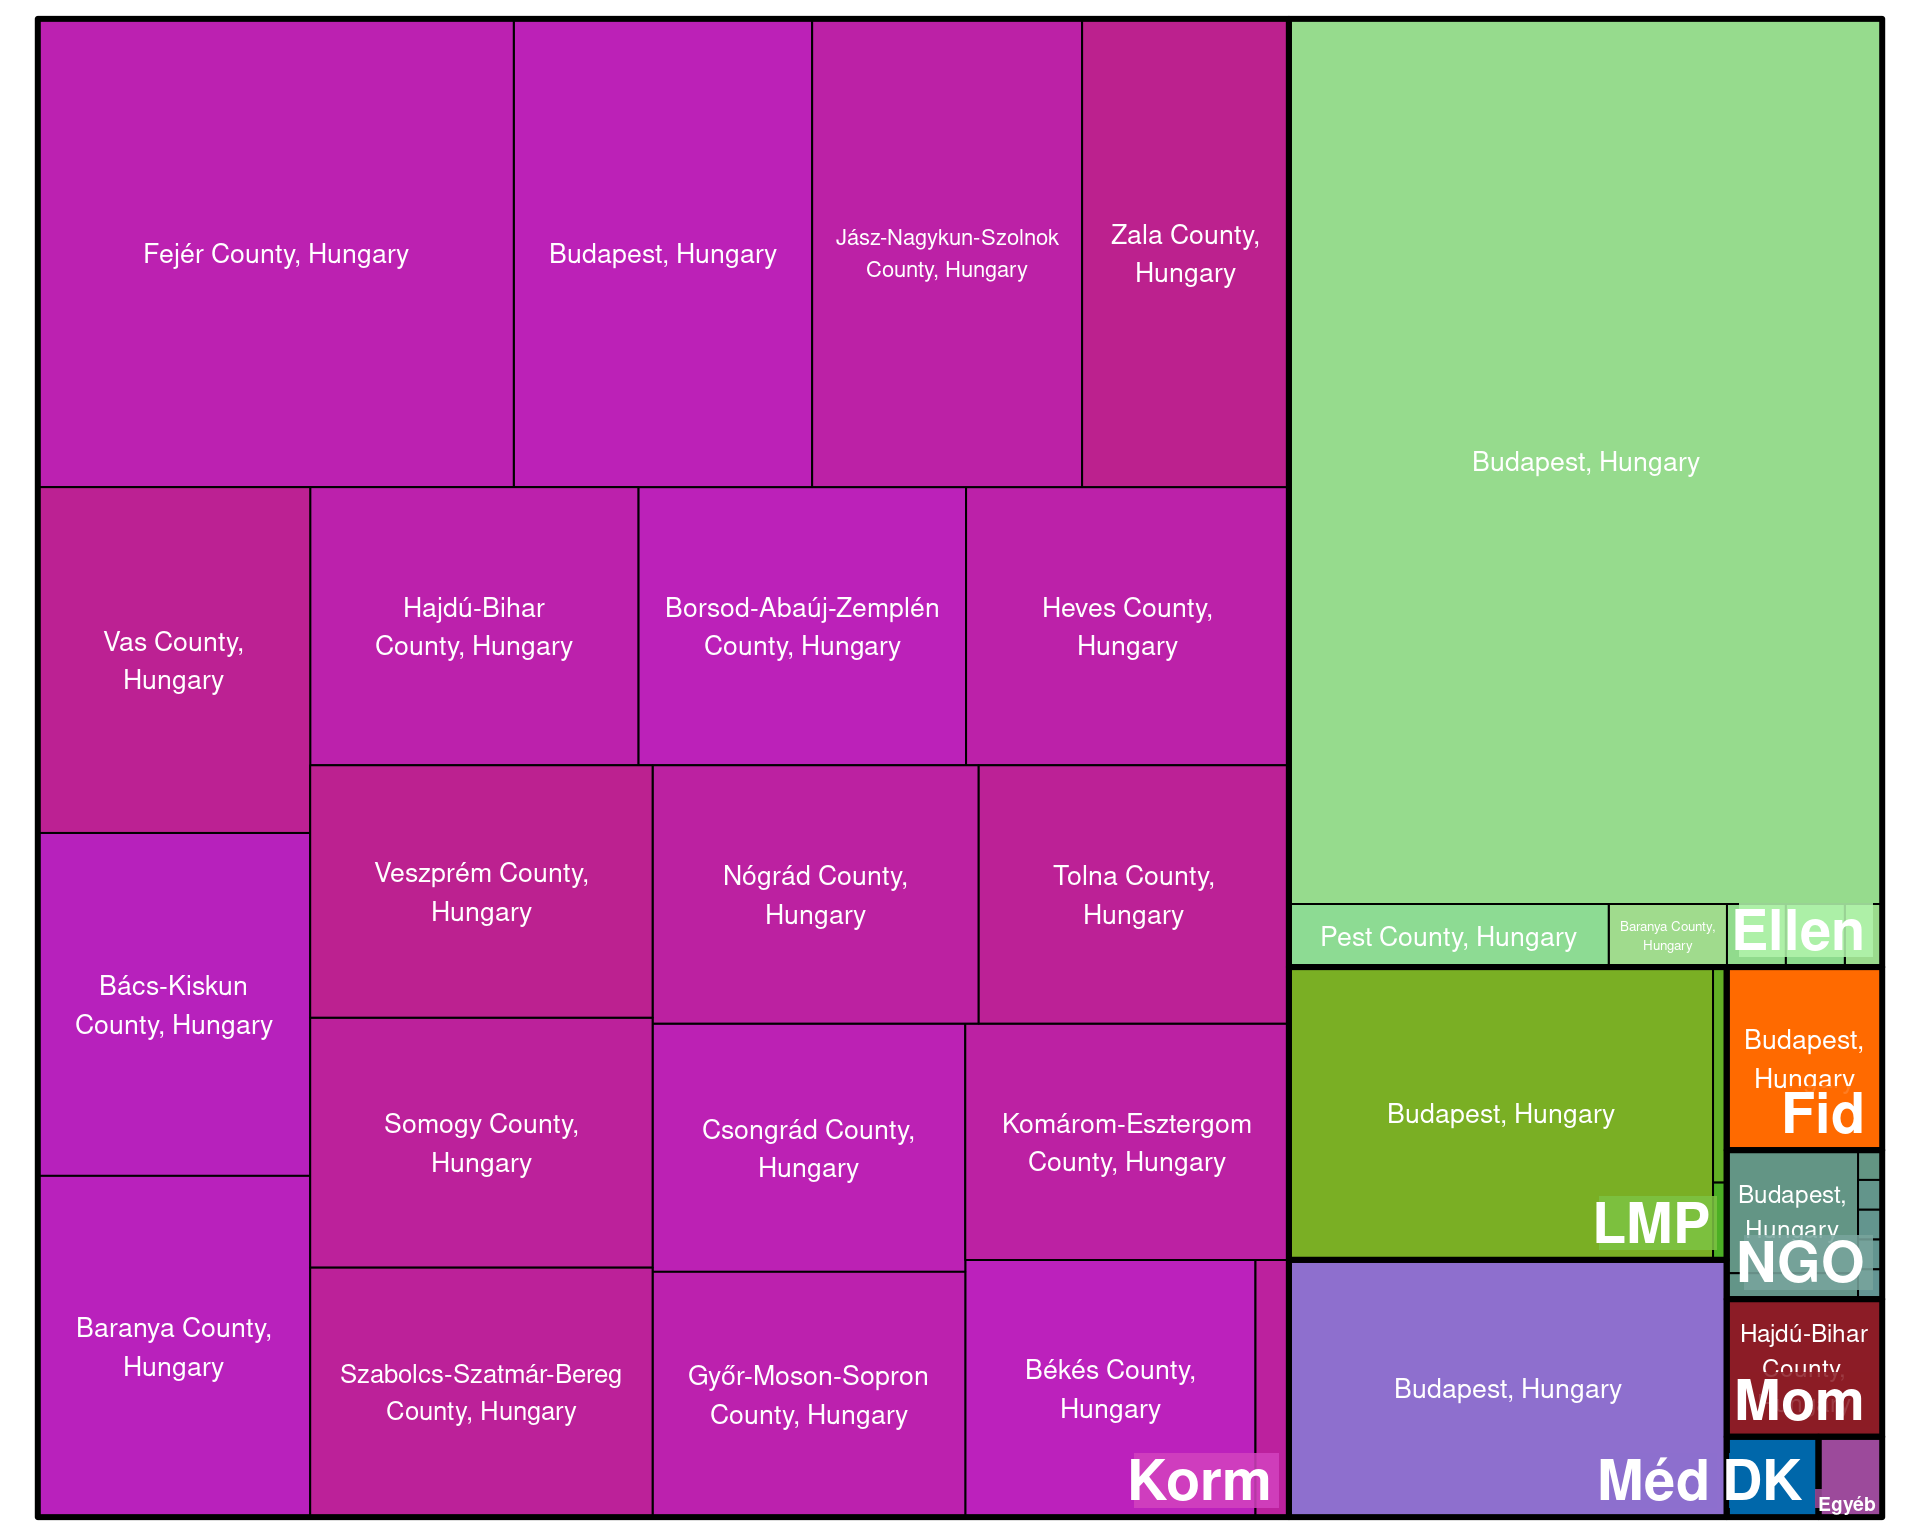 Fejér County, Hungary
Budapest, Hungary
Jász-Nagykun-Szolnok
County, Hungary
Zala County,
Hungary
Vas County,
Hungary
Hajdú-Bihar
County, Hungary
Borsod-Abaúj-Zemplén
County, Hungary
Heves County,
Hungary
Bács-Kiskun
County, Hungary
Veszprém County,
Hungary
Nógrád County,
Hungary
Tolna County,
Hungary
Baranya County,
Hungary
Somogy County,
Hungary
Csongrád County,
Hungary
Komárom-Esztergom
County, Hungary
Szabolcs-Szatmár-Bereg
County, Hungary
Győr-Moson-Sopron
County, Hungary
Békés County,
Hungary
Korm
Budapest, Hungary
Pest County, Hungary
Baranya County,
Hungary
Ellen
Budapest, Hungary
LMP
Budapest,
Hungary
Fid
Budapest,
Hungary
NGO
Hajdú-Bihar
County,
Mom
Budapest, Hungary
Méd
DK
Egyéb